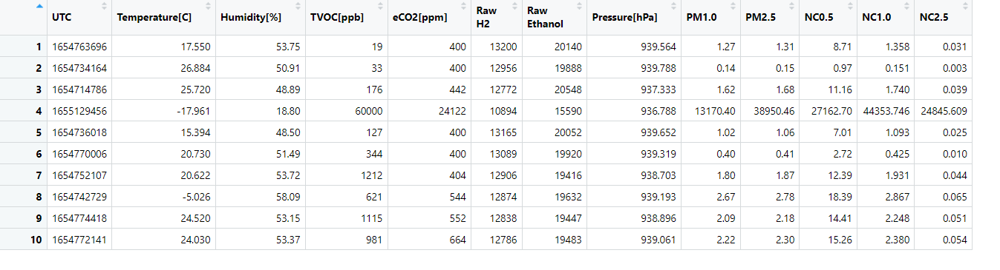 UTC Temperature[C] Humidity[%] TVOC[ppb] eCO2[ppm] Raw H2 Raw Ethanol Pressure[hPa] PM1.0 PM2.5 NC0.5 NC1.0 NC2.5
1 1654763696 17.550 53.75 19 400 13200 20140 939.564 1.27 1.31 8.71 1.358 0.031
2 1654734164 26.884 50.91 33 400 12956 19888 939.788 0.14 0.15 0.97 0.151 0.003
3 1654714786 25.720 48.89 176 442 12772 20548 937.333 1.62 1.68 11.16 1.740 0.039
4 1655129456 -17.961 18.80 60000 24122 10894 15590 936.788 13170.40 38950.46 27162.70 44353.746 24845.609
5 1654736018 15.394 48.50 127 400 13165 20052 939.652 1.02 1.06 7.01 1.093 0.025
6 1654770006 20.730 51.49 344 400 13089 19920 939.319 0.40 0.41 2.72 0.425 0.010
7 1654752107 20.622 53.72 1212 404 12906 19416 938.703 1.80 1.87 12.39 1.931 0.044
8 1654742729 -5.026 58.09 621 544 12874 19632 939.193 2.67 2.78 18.39 2.867 0.065
9 1654774418 24.520 53.15 1115 552 12838 19447 938.896 2.09 2.18 14.41 2.248 0.051
10 1654772141 24.030 53.37 981 664 12786 19483 939.061 2.22 2.30 15.26 2.380 0.054